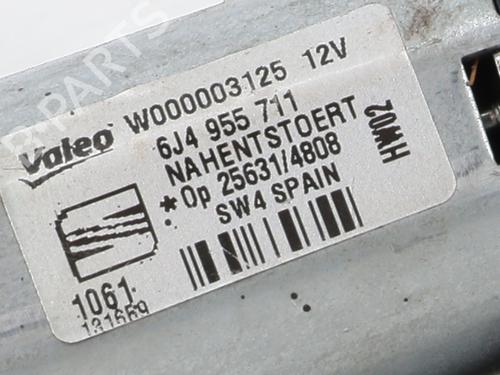 Valeo W000003125 12V
6J4 955 711
NAHENTSTOERT
*Op 25631/4808
SW4 SPAIN
HW02
1061
131669
B-PARTS